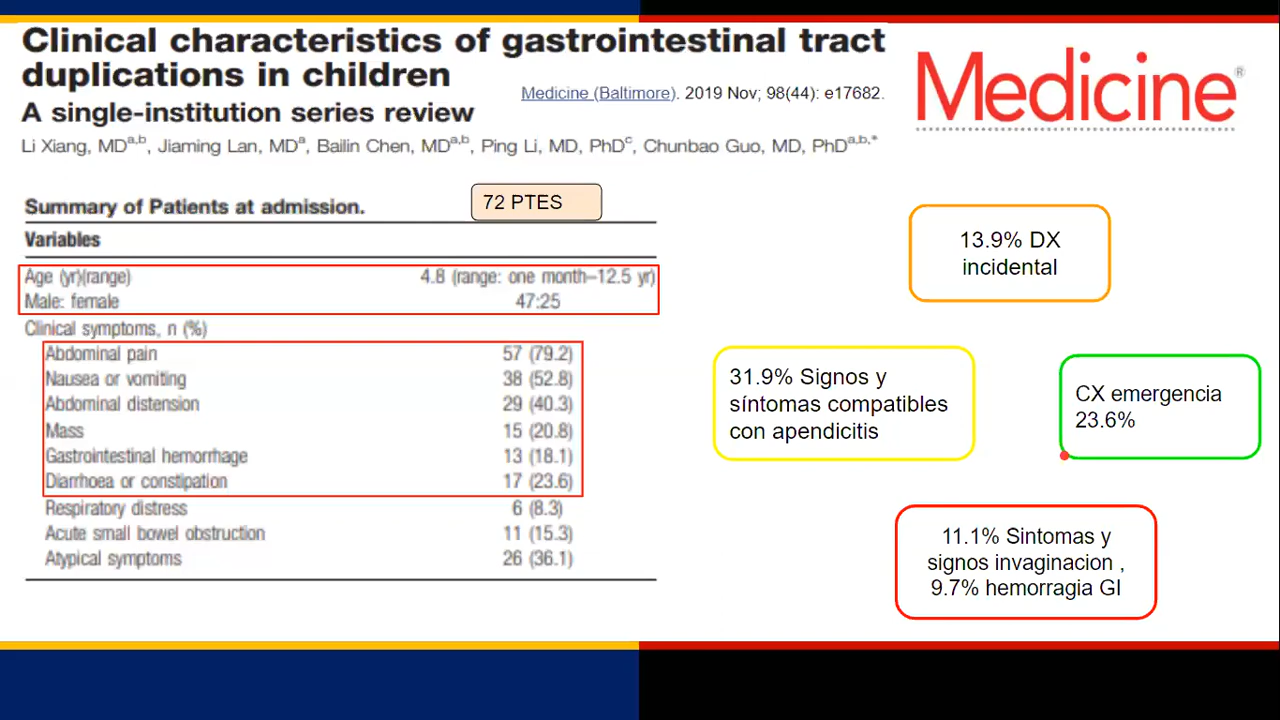 Clinical characteristics of gastrointestinal tract
duplications in children
A single-institution series review
Medicine (Baltimore). 2019 Nov; 98(44): e17682.
Li Xiang, MDa,b, Jiaming Lan, MDa, Bailin Chen, MDa,b, Ping Li, MD, PhDc, Chunbao Guo, MD, PhDa,b,*
Medicine®
Summary of Patients at admission.
72 PTES
Variables
Age (yr)(range) 4.8 (range: one month–12.5 yr)
Male: female 47:25
Clinical symptoms, n (%)
Abdominal pain 57 (79.2)
Nausea or vomiting 38 (52.8)
Abdominal distension 29 (40.3)
Mass 15 (20.8)
Gastrointestinal hemorrhage 13 (18.1)
Diarrhoea or constipation 17 (23.6)
Respiratory distress 6 (8.3)
Acute small bowel obstruction 11 (15.3)
Atypical symptoms 26 (36.1)
13.9% DX
incidental
31.9% Signos y
síntomas compatibles
con apendicitis
CX emergencia
23.6%
11.1% Sintomas y
signos invaginacion ,
9.7% hemorragia GI